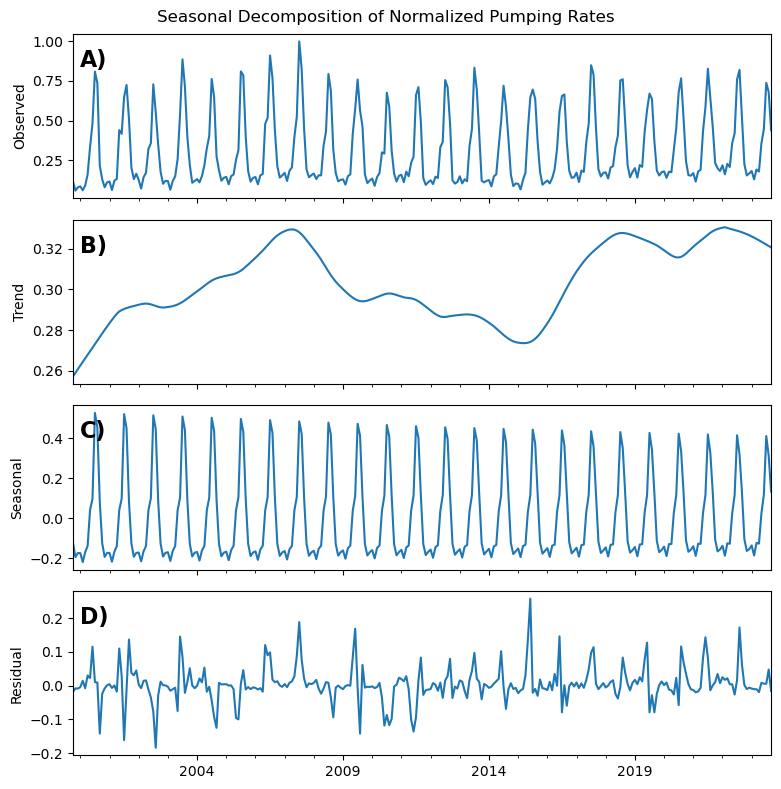 Seasonal Decomposition of Normalized Pumping Rates
A)
Observed
1.00
0.75
0.50
0.25
B)
Trend
0.32
0.30
0.28
0.26
C)
Seasonal
0.4
0.2
0.0
−0.2
D)
Residual
0.2
0.1
0.0
−0.1
−0.2
2004 2009 2014 2019